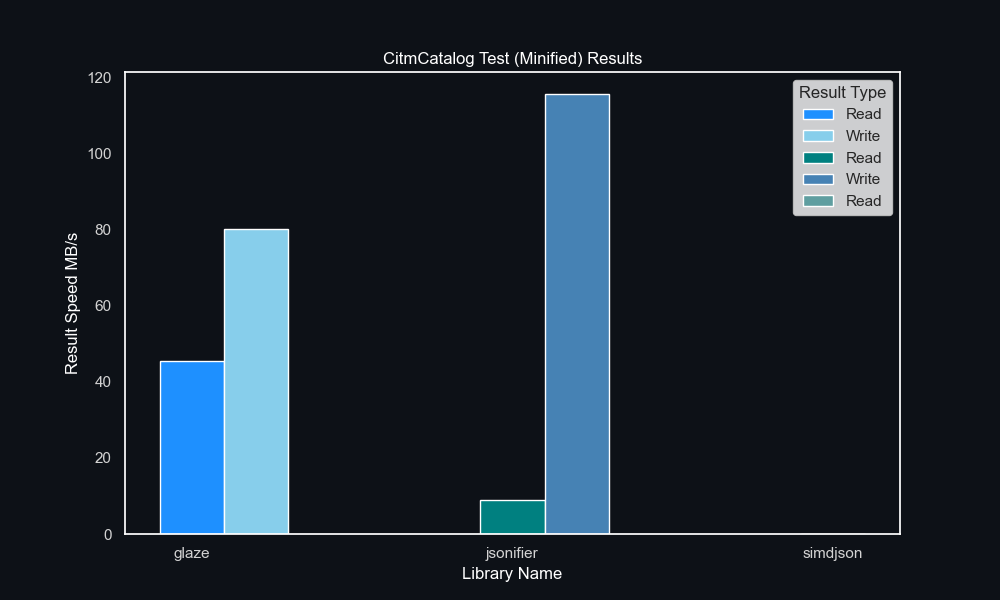 CitmCatalog Test (Minified) Results
120
100
80
60
40
20
0
Result Speed MB/s
Result Type
Read
Write
Read
Write
Read
glaze
jsonifier
simdjson
Library Name